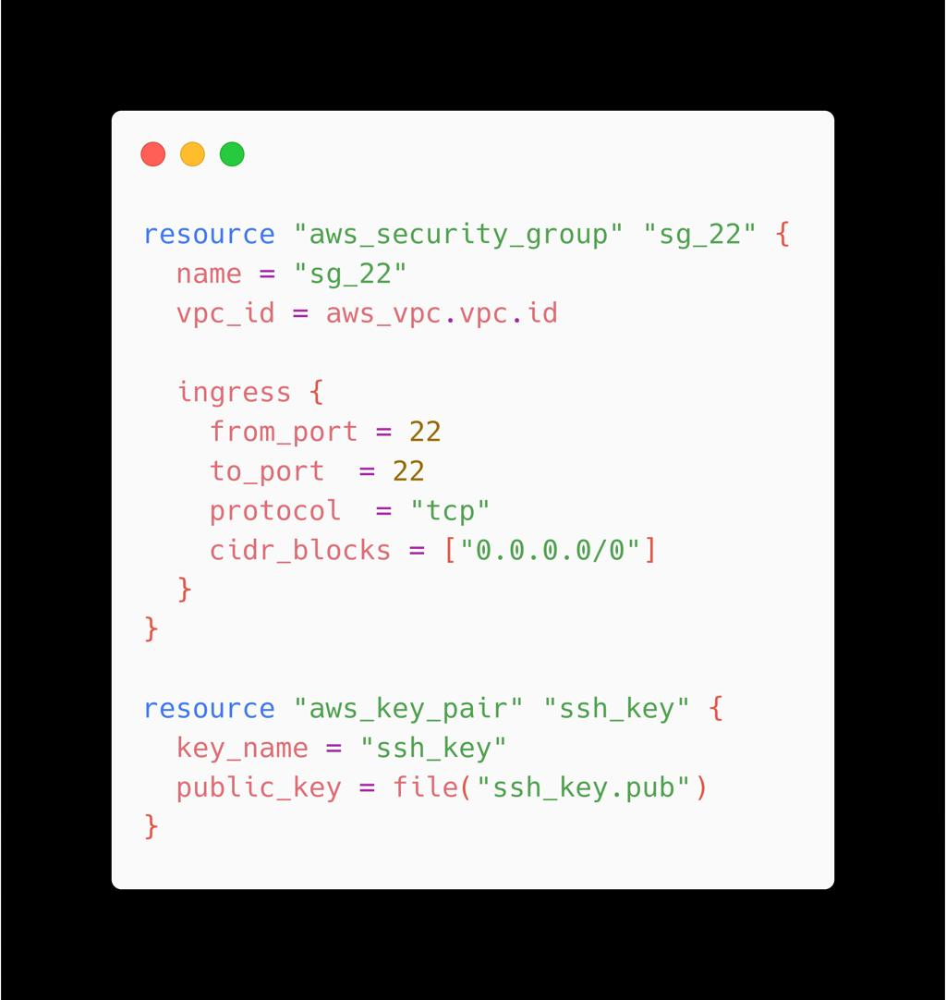 resource "aws_security_group" "sg_22" {
  name = "sg_22"
  vpc_id = aws_vpc.vpc.id

  ingress {
    from_port = 22
    to_port  = 22
    protocol  = "tcp"
    cidr_blocks = ["0.0.0.0/0"]
  }
}

resource "aws_key_pair" "ssh_key" {
  key_name = "ssh_key"
  public_key = file("ssh_key.pub")
}